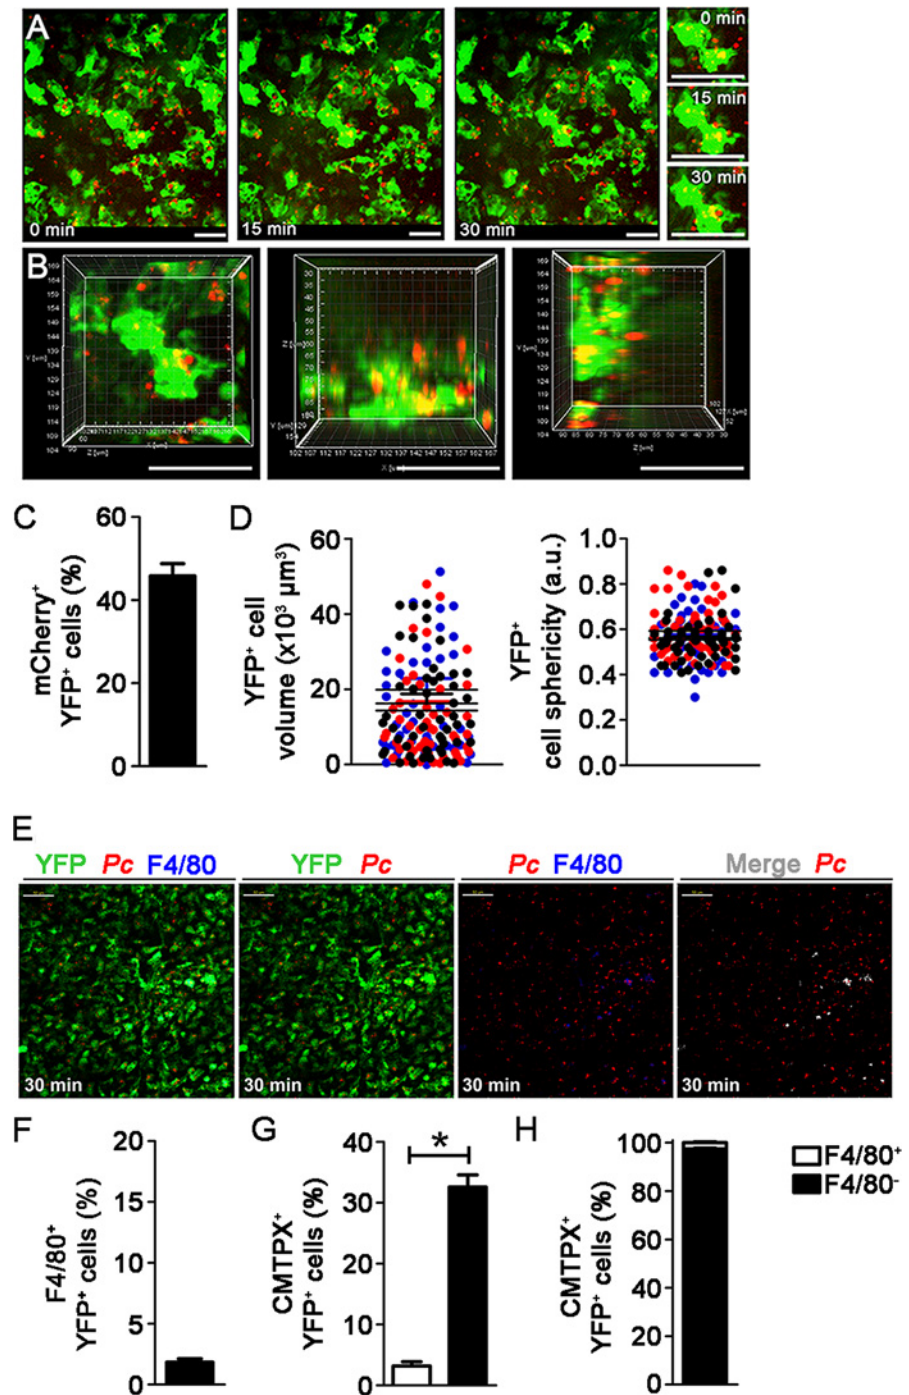 A
0 min
15 min
30 min
0 min
15 min
30 min
B
C
mCherry⁺
YFP⁺ cells (%)
60
40
20
0
D
YFP⁺ cell
volume (x10³ µm³)
60
40
20
0
YFP⁺
cell sphericity (a.u.)
1.0
0.8
0.6
0.4
0.2
0.0
E
YFP Pc F4/80
YFP Pc
Pc F4/80
Merge Pc
30 min
30 min
30 min
30 min
F
F4/80⁺
YFP⁺ cells (%)
20
15
10
5
0
G
CMTPX⁺
YFP⁺ cells (%)
40
30
20
10
0
*
H
CMTPX⁺
YFP⁺ cells (%)
100
80
60
40
20
0
F4/80⁺
F4/80⁻